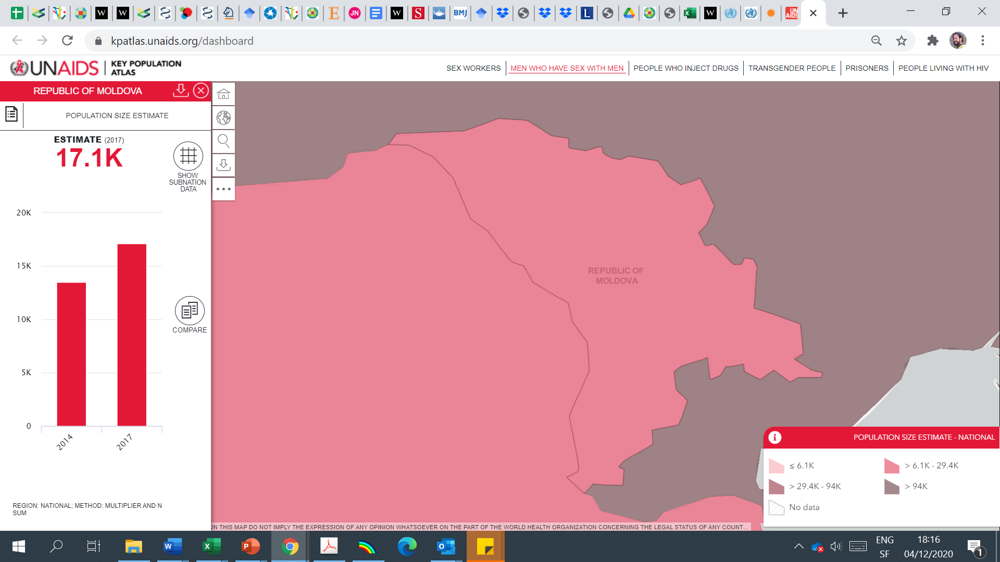 kpatlas.unaids.org/dashboard
UNAIDS
KEY POPULATION
ATLAS
SEX WORKERS
MEN WHO HAVE SEX WITH MEN
PEOPLE WHO INJECT DRUGS
TRANSGENDER PEOPLE
PRISONERS
PEOPLE LIVING WITH HIV
REPUBLIC OF MOLDOVA
POPULATION SIZE ESTIMATE
ESTIMATE (2017)
17.1K
SHOW
SUBNATION
DATA
20K
15K
10K
5K
0
2014
2017
COMPARE
REGION: NATIONAL; METHOD: MULTIPLIER AND N
SUM
REPUBLIC OF
MOLDOVA
POPULATION SIZE ESTIMATE - NATIONAL
≤ 6.1K
> 6.1K - 29.4K
> 29.4K - 94K
> 94K
No data
ON THIS MAP DO NOT IMPLY THE EXPRESSION OF ANY OPINION WHATSOEVER ON THE PART OF THE WORLD HEALTH ORGANIZATION CONCERNING THE LEGAL STATUS OF ANY COUNT...
ENG
SF
18:16
04/12/2020
1